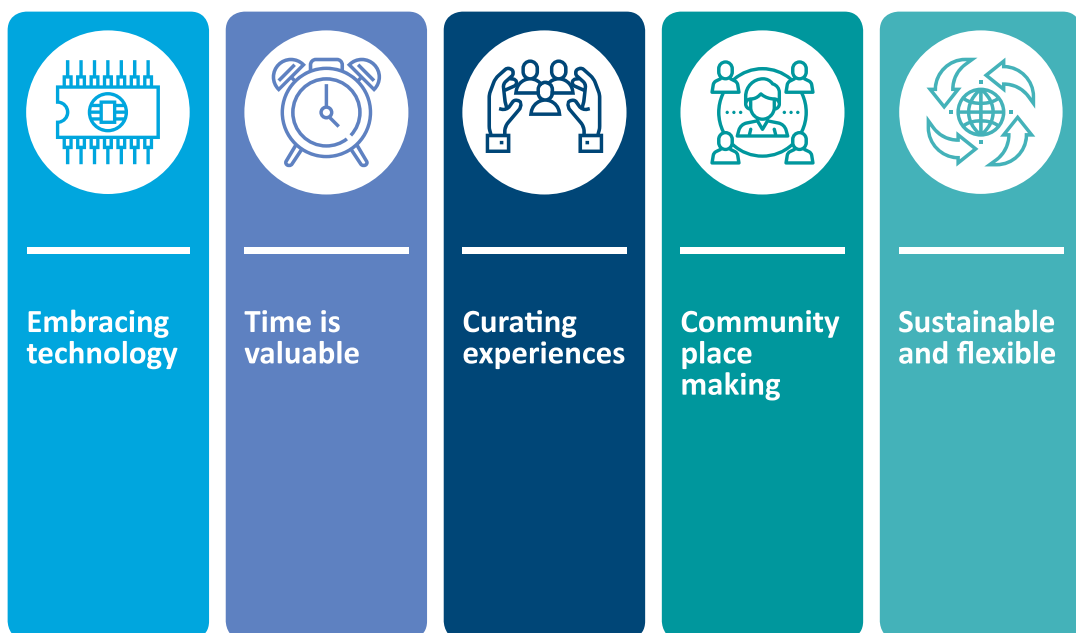 Embracing
technology
Time is
valuable
Curating
experiences
Community
place
making
Sustainable
and flexible